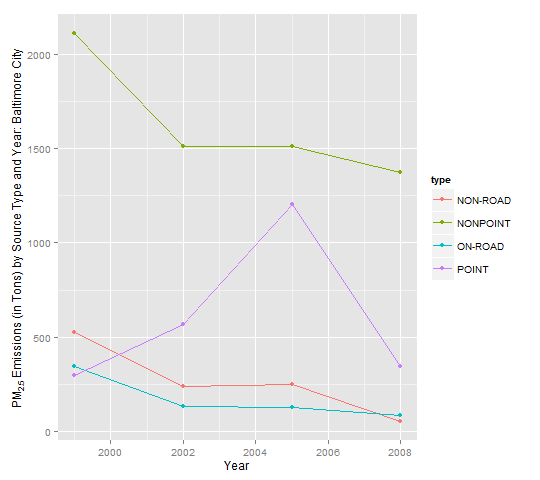 PM25 Emissions (in Tons) by Source Type and Year: Baltimore City
2000
1500
1000
500
0
2000 2002 2004 2006 2008
Year
type
NON-ROAD
NONPOINT
ON-ROAD
POINT